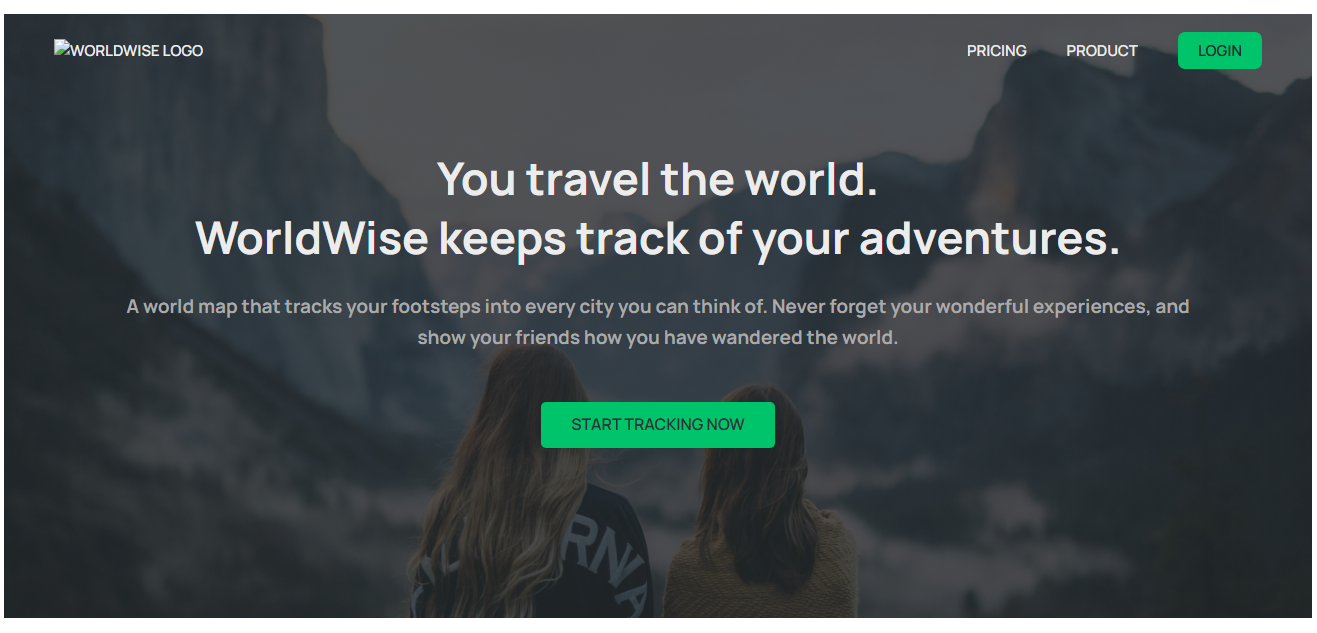 WORLDWISE LOGO
PRICING
PRODUCT
LOGIN
You travel the world.
WorldWise keeps track of your adventures.
A world map that tracks your footsteps into every city you can think of. Never forget your wonderful experiences, and
show your friends how you have wandered the world.
START TRACKING NOW
RNIA